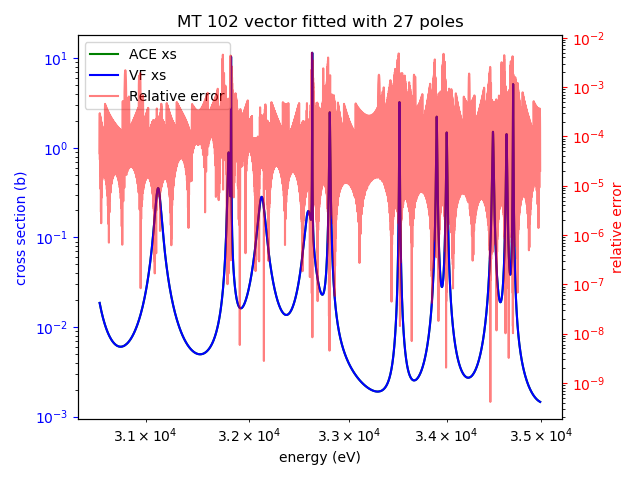 MT 102 vector fitted with 27 poles
ACE xs
VF xs
Relative error
cross section (b)
10¹
10⁰
10⁻¹
10⁻²
10⁻³
relative error
10⁻²
10⁻³
10⁻⁴
10⁻⁵
10⁻⁶
10⁻⁷
10⁻⁸
10⁻⁹
3.1 × 10⁴ 3.2 × 10⁴ 3.3 × 10⁴ 3.4 × 10⁴ 3.5 × 10⁴
energy (eV)